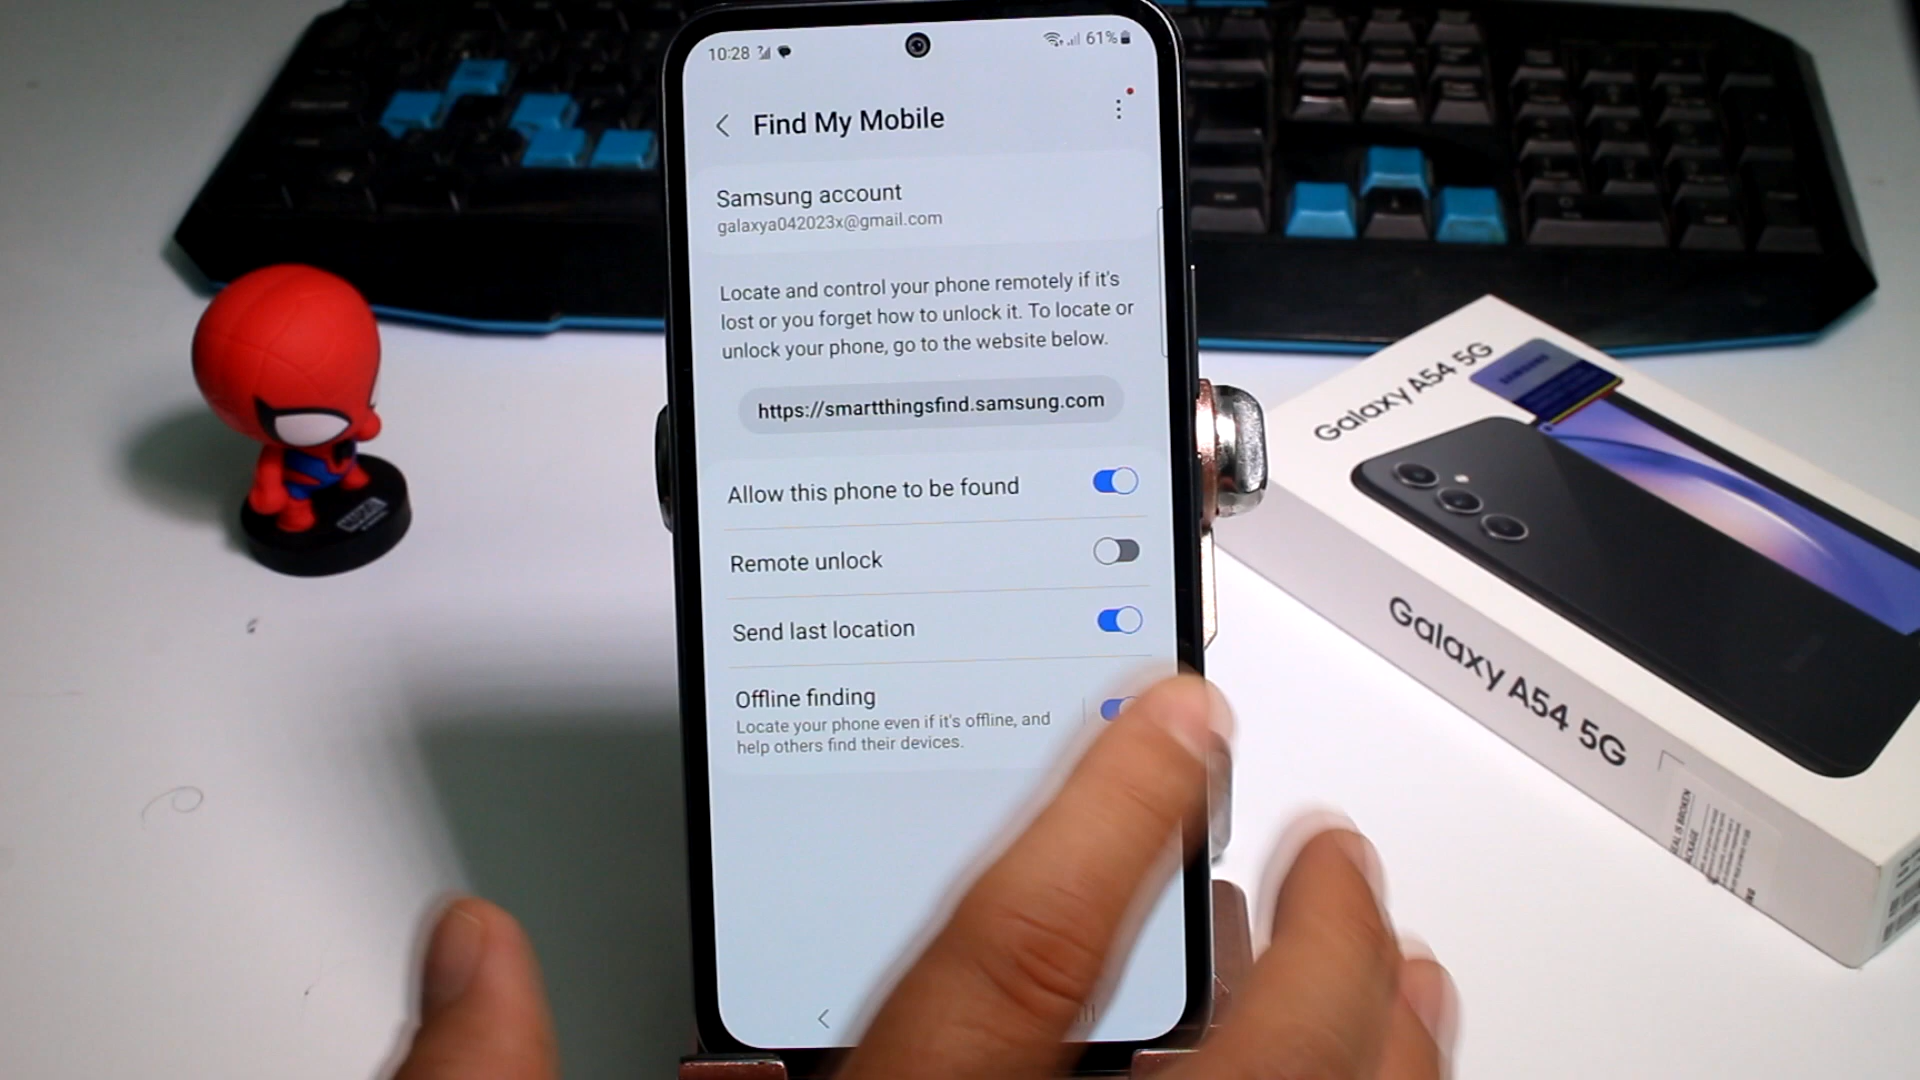 10:28
61%
Find My Mobile
Samsung account
galaxya042023x@gmail.com
Locate and control your phone remotely if it's
lost or you forget how to unlock it. To locate or
unlock your phone, go to the website below.
https://smartthingsfind.samsung.com
Allow this phone to be found
Remote unlock
Send last location
Offline finding
Locate your phone even if it's offline, and
help others find their devices.
Galaxy A54 5G
SAMSUNG
Galaxy A54 5G